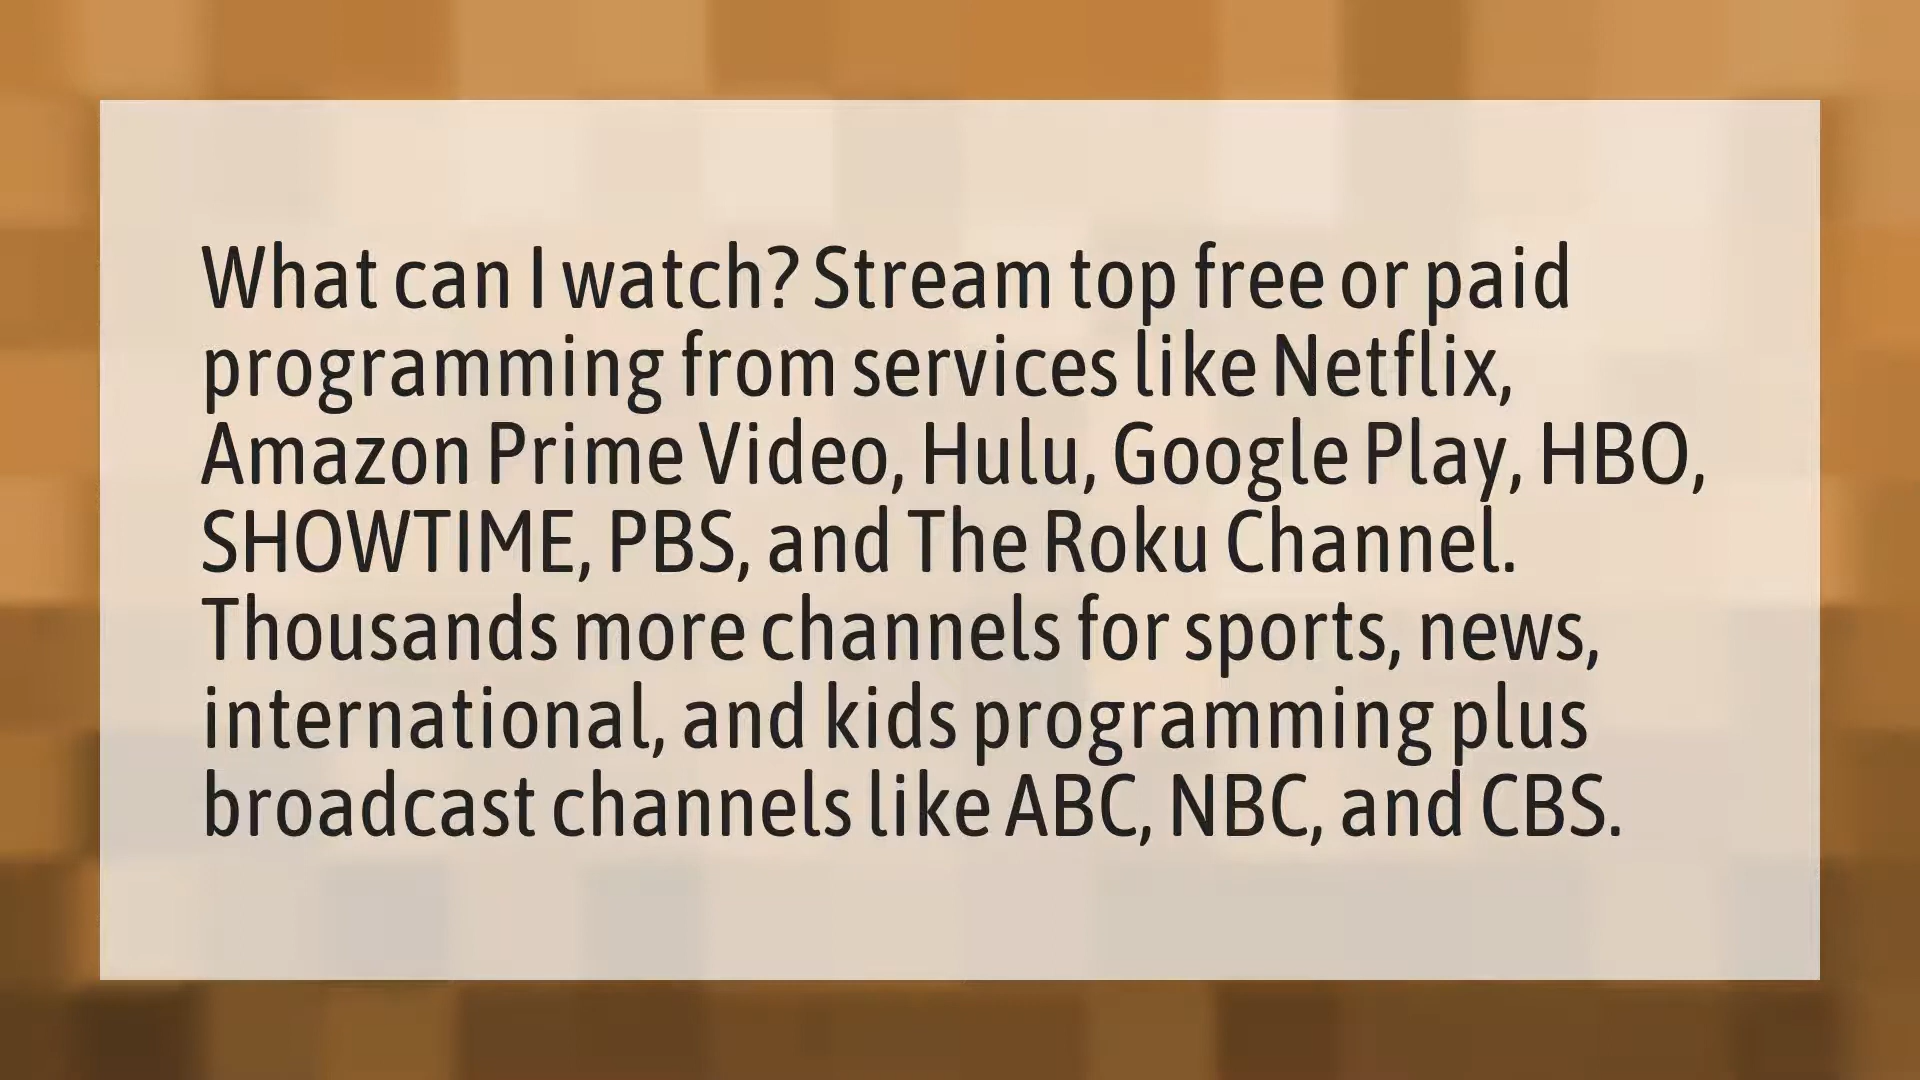 What can I watch? Stream top free or paid
programming from services like Netflix,
Amazon Prime Video, Hulu, Google Play, HBO,
SHOWTIME, PBS, and The Roku Channel.
Thousands more channels for sports, news,
international, and kids programming plus
broadcast channels like ABC, NBC, and CBS.